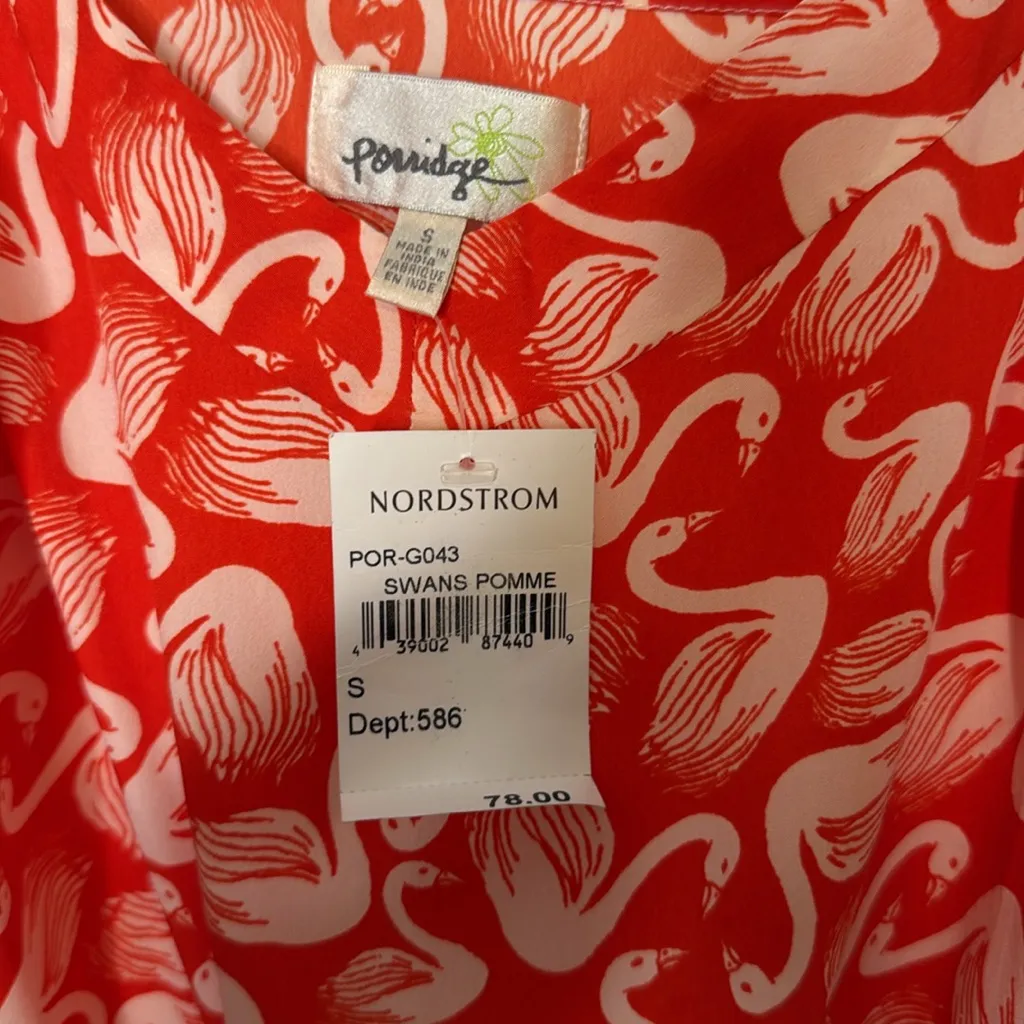 porridge
S
MADE IN
INDIA
FABRIQUE
EN INDE
NORDSTROM
POR-G043
SWANS POMME
4 39002 87440 9
S
Dept:586
78.00